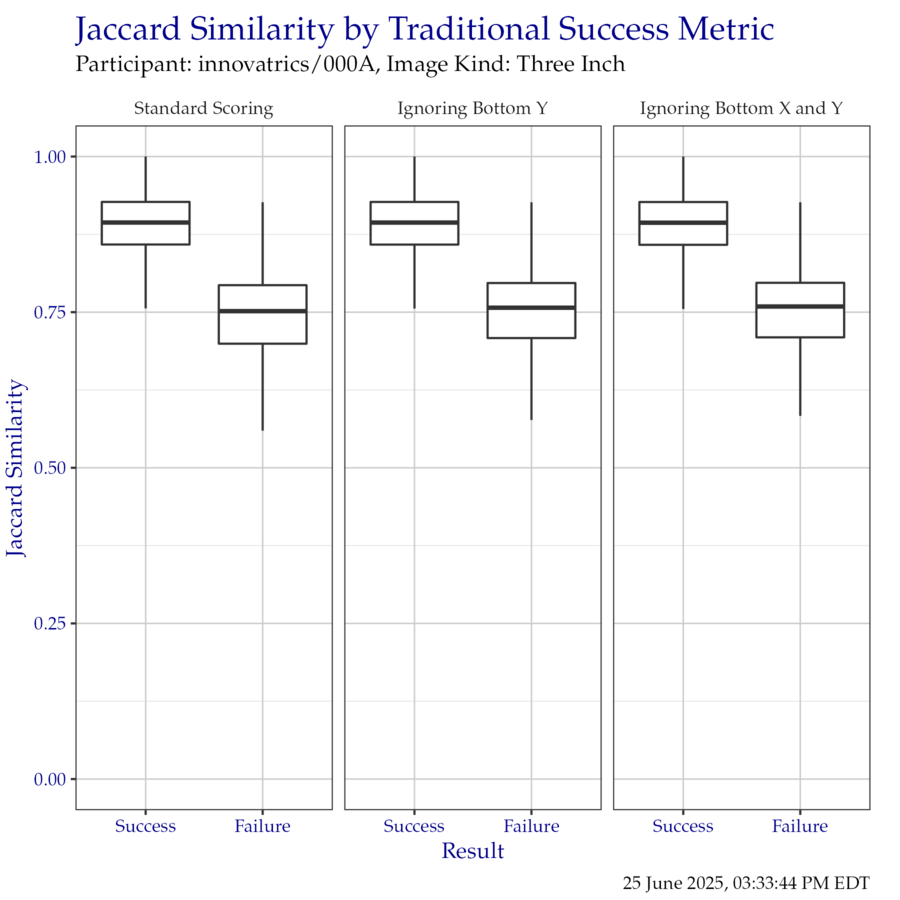 Jaccard Similarity by Traditional Success Metric
Participant: innovatrics/000A, Image Kind: Three Inch
Standard Scoring
Ignoring Bottom Y
Ignoring Bottom X and Y
Jaccard Similarity
1.00
0.75
0.50
0.25
0.00
Success
Failure
Success
Failure
Success
Failure
Result
25 June 2025, 03:33:44 PM EDT